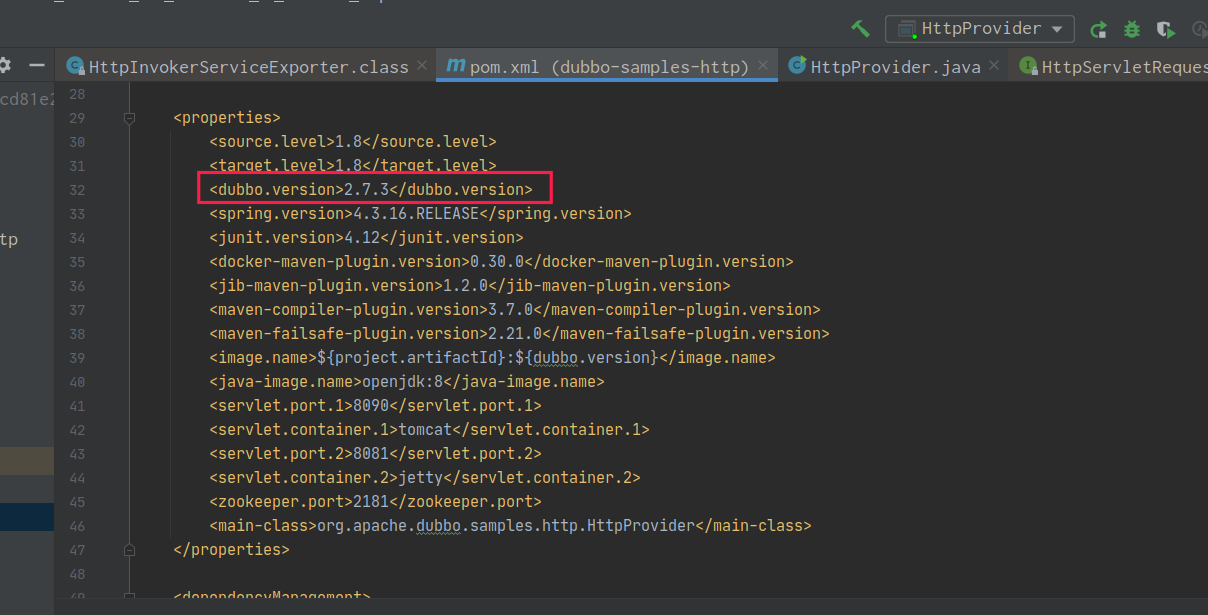 HttpProvider
HttpInvokerServiceExporter.class
pom.xml (dubbo-samples-http)
HttpProvider.java
HttpServletReques
cd81e2
tp
28
29 <properties>
30 <source.level>1.8</source.level>
31 <target.level>1.8</target.level>
32 <dubbo.version>2.7.3</dubbo.version>
33 <spring.version>4.3.16.RELEASE</spring.version>
34 <junit.version>4.12</junit.version>
35 <docker-maven-plugin.version>0.30.0</docker-maven-plugin.version>
36 <jib-maven-plugin.version>1.2.0</jib-maven-plugin.version>
37 <maven-compiler-plugin.version>3.7.0</maven-compiler-plugin.version>
38 <maven-failsafe-plugin.version>2.21.0</maven-failsafe-plugin.version>
39 <image.name>${project.artifactId}:${dubbo.version}</image.name>
40 <java-image.name>openjdk:8</java-image.name>
41 <servlet.port.1>8090</servlet.port.1>
42 <servlet.container.1>tomcat</servlet.container.1>
43 <servlet.port.2>8081</servlet.port.2>
44 <servlet.container.2>jetty</servlet.container.2>
45 <zookeeper.port>2181</zookeeper.port>
46 <main-class>org.apache.dubbo.samples.http.HttpProvider</main-class>
47 </properties>
48
49 <dependencyManagement>